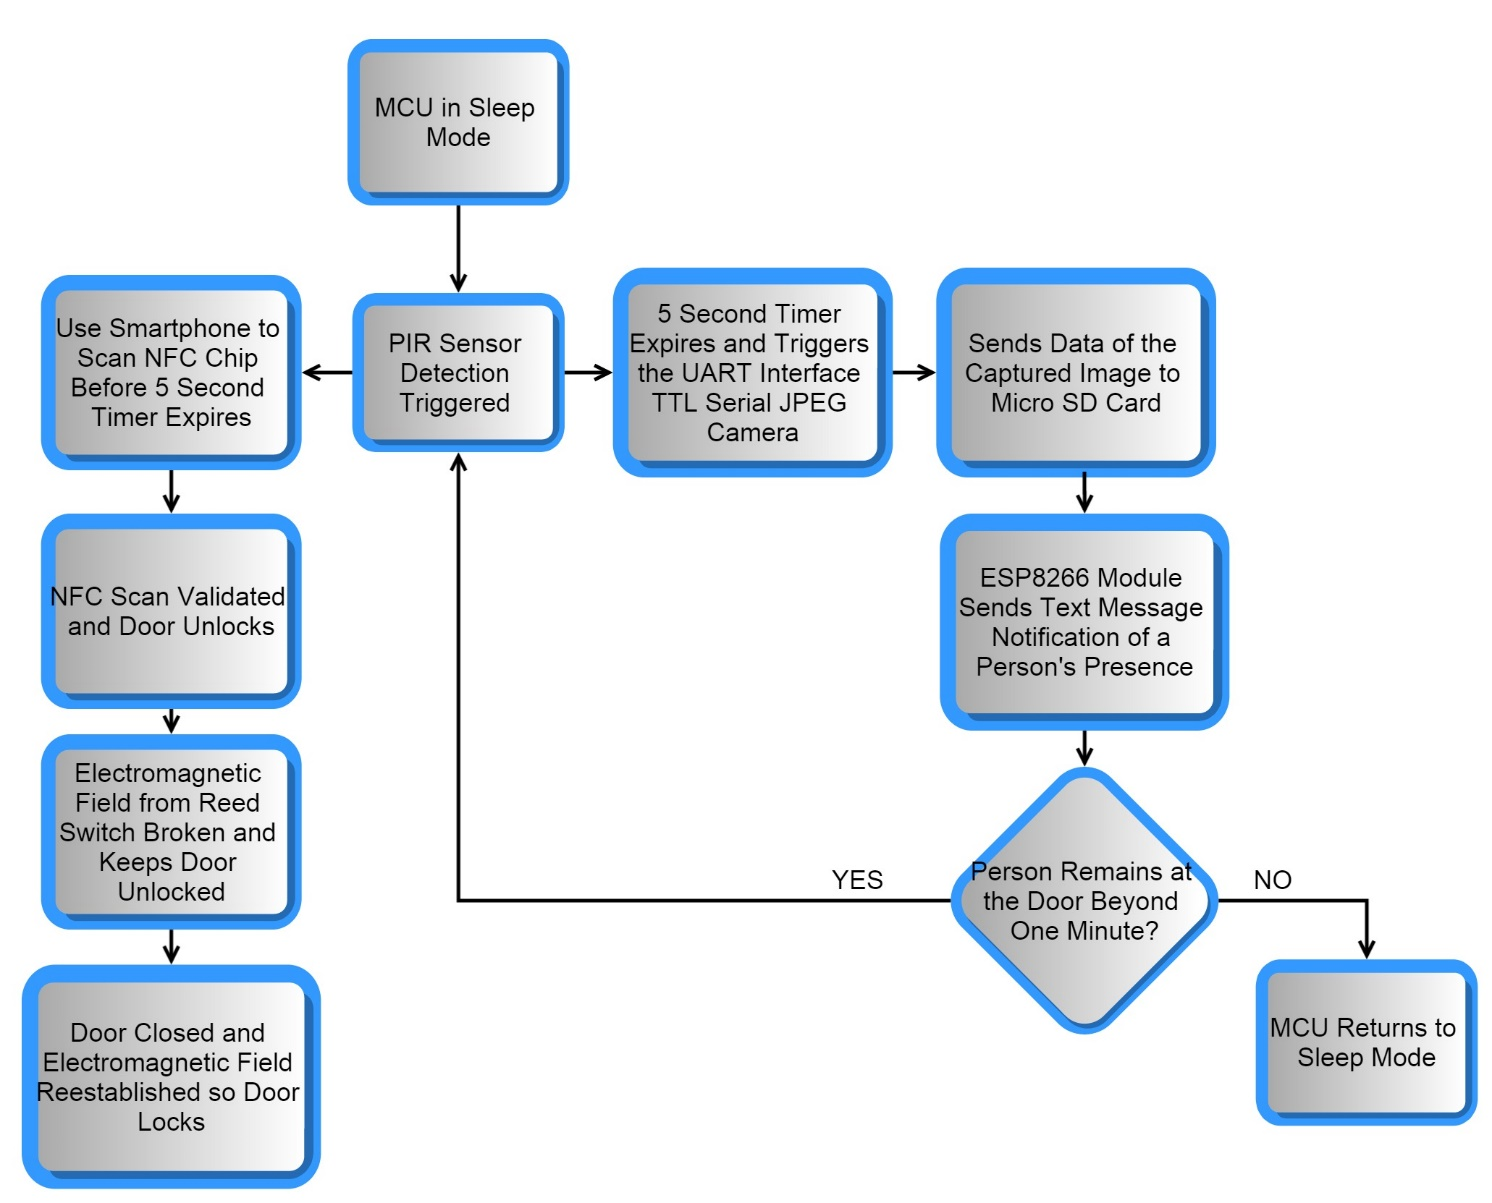 MCU in Sleep
Mode
Use Smartphone to
Scan NFC Chip
Before 5 Second
Timer Expires
PIR Sensor
Detection
Triggered
5 Second Timer
Expires and Triggers
the UART Interface
TTL Serial JPEG
Camera
Sends Data of the
Captured Image to
Micro SD Card
NFC Scan Validated
and Door Unlocks
ESP8266 Module
Sends Text Message
Notification of a
Person's Presence
Electromagnetic
Field from Reed
Switch Broken and
Keeps Door
Unlocked
YES
Person Remains at
the Door Beyond
One Minute?
NO
Door Closed and
Electromagnetic Field
Reestablished so Door
Locks
MCU Returns to
Sleep Mode